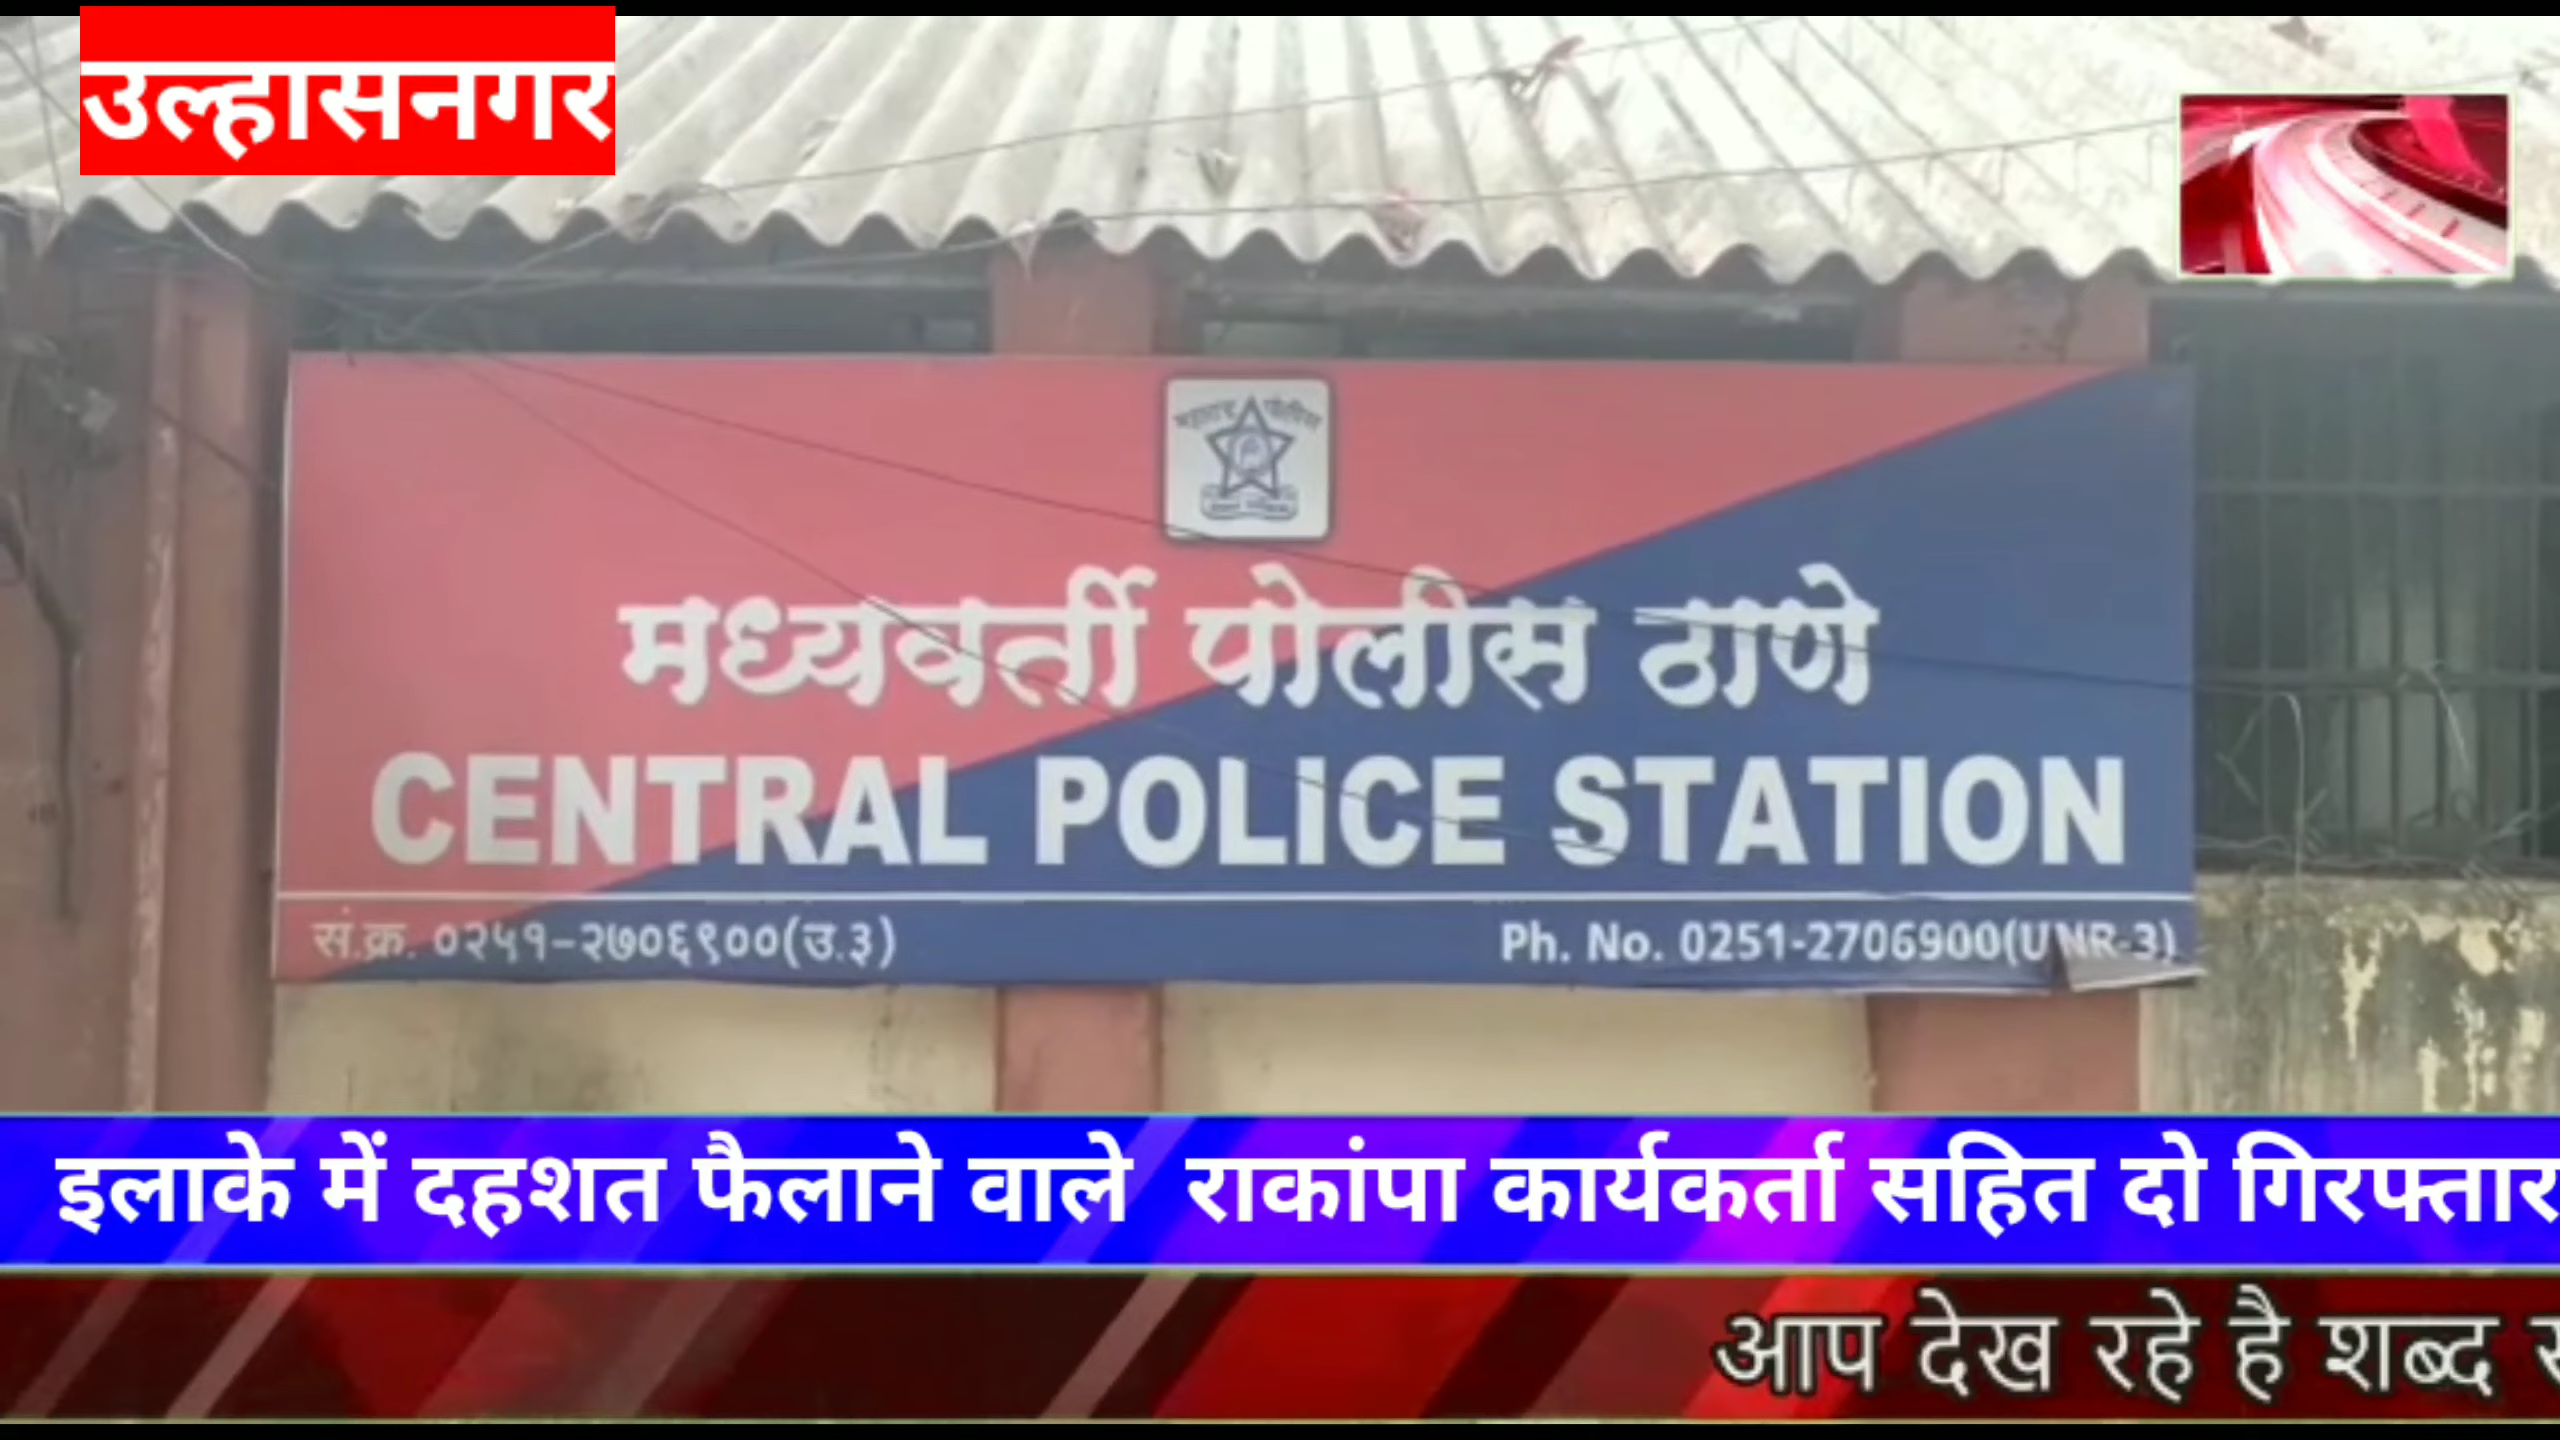 उल्हासनगर
महाराष्ट्र पोलिस
मध्यवर्ती पोलीस ठाणे
CENTRAL POLICE STATION
सं.क्र. ०२५१-२७०६९००(उ.३)
Ph. No. 0251-2706900(UNR-3)
इलाके में दहशत फैलाने वाले राकांपा कार्यकर्ता सहित दो गिरफ्तार
आप देख रहे है शब्द